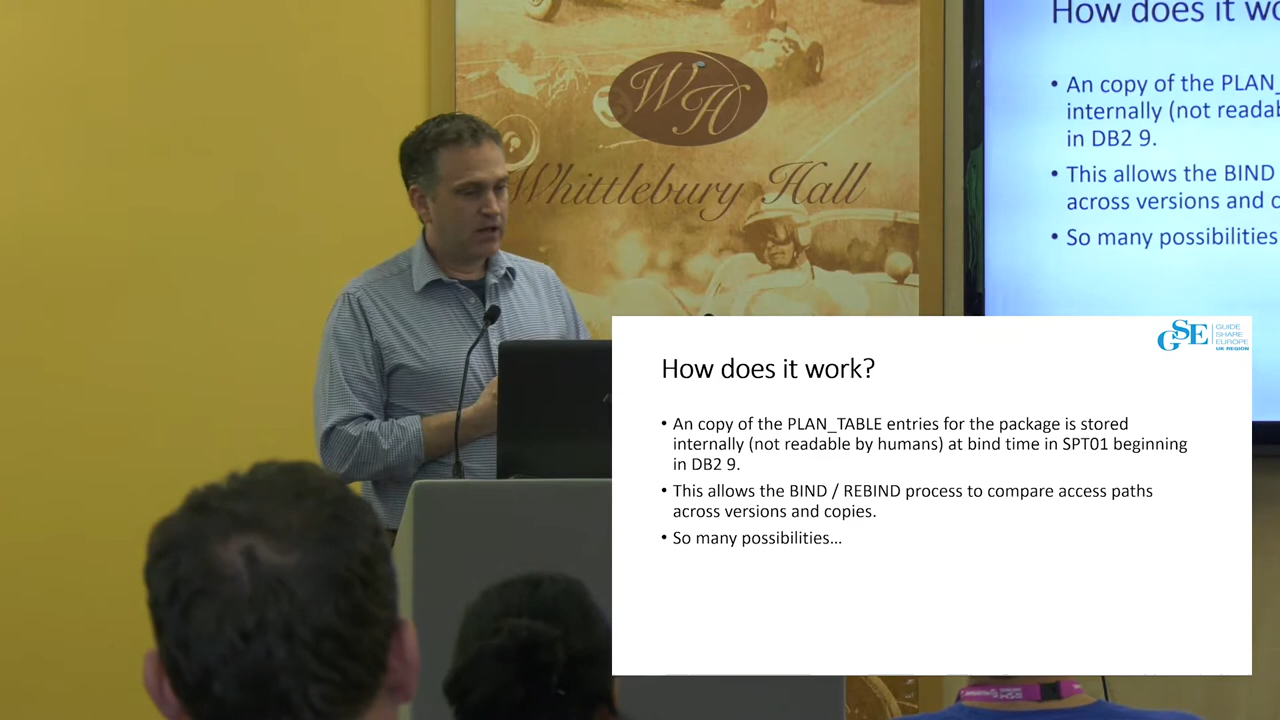 WH
Whittlebury Hall
How does it wo
• An copy of the PLAN_
internally (not readab
in DB2 9.
• This allows the BIND
across versions and c
• So many possibilities
GSE
GUIDE
SHARE
EUROPE
UK REGION
How does it work?
• An copy of the PLAN_TABLE entries for the package is stored
internally (not readable by humans) at bind time in SPT01 beginning
in DB2 9.
• This allows the BIND / REBIND process to compare access paths
across versions and copies.
• So many possibilities...